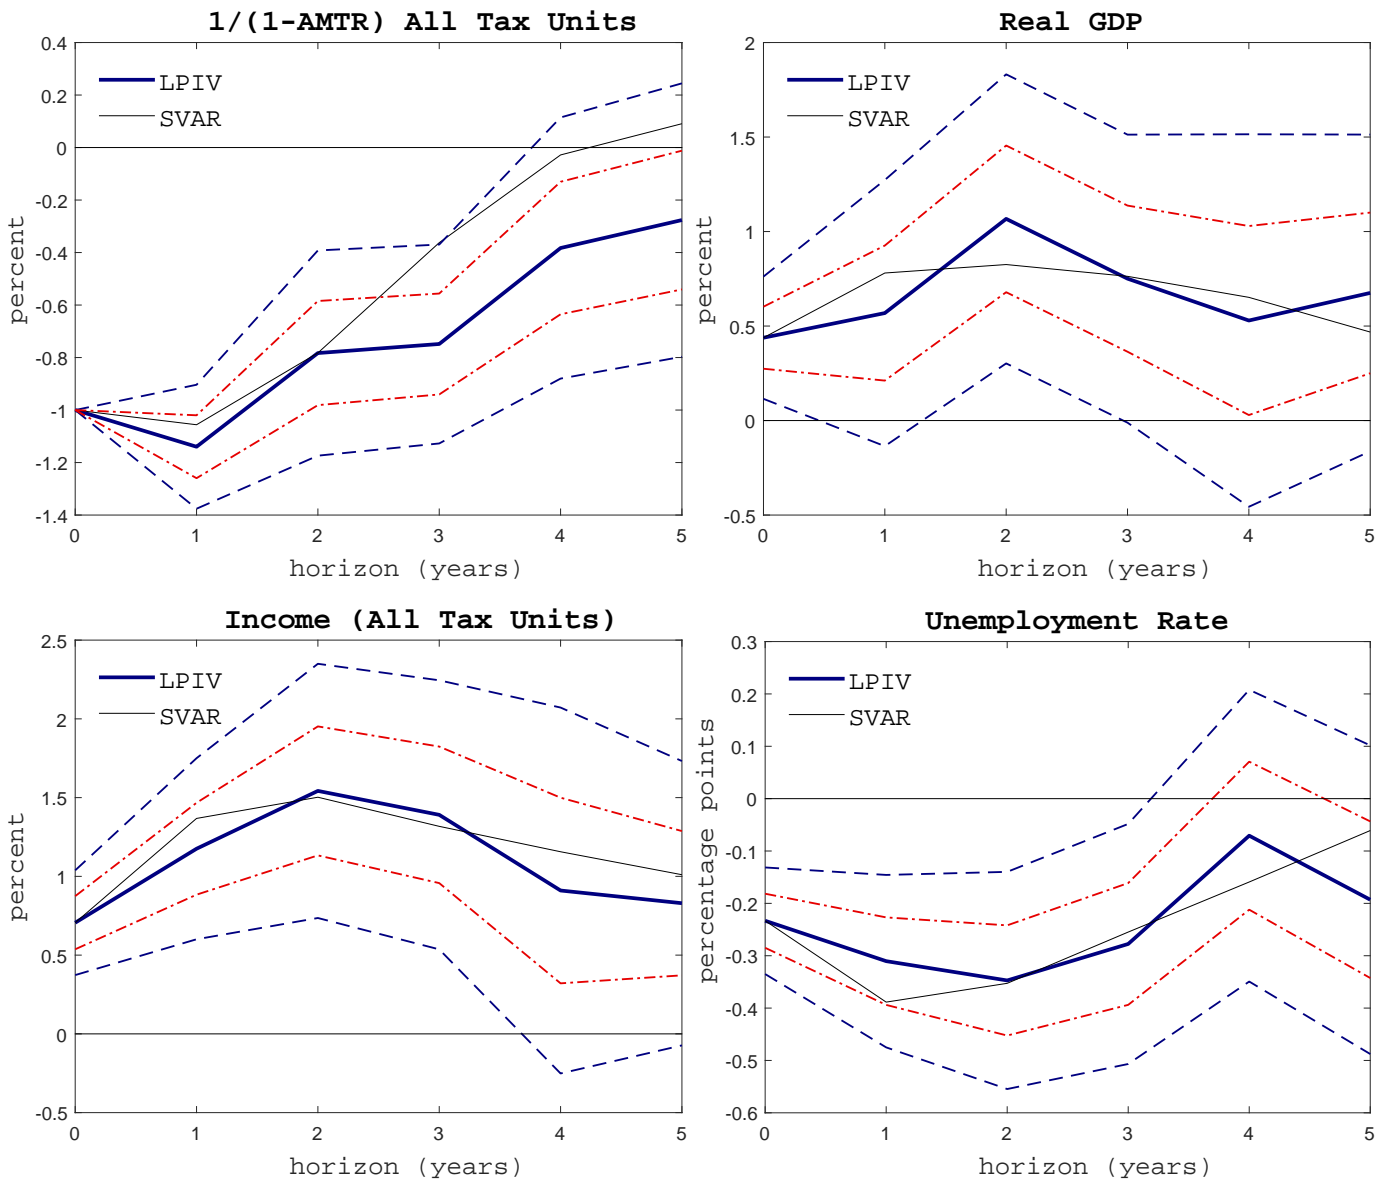 1/(1-AMTR) All Tax Units
0.4
0.2
0
-0.2
-0.4
-0.6
-0.8
-1
-1.2
-1.4
percent
LPIV
SVAR
0 1 2 3 4 5
horizon (years)
Real GDP
2
1.5
1
0.5
0
-0.5
percent
LPIV
SVAR
0 1 2 3 4 5
horizon (years)
Income (All Tax Units)
2.5
2
1.5
1
0.5
0
-0.5
percent
LPIV
SVAR
0 1 2 3 4 5
horizon (years)
Unemployment Rate
0.3
0.2
0.1
0
-0.1
-0.2
-0.3
-0.4
-0.5
-0.6
percentage points
LPIV
SVAR
0 1 2 3 4 5
horizon (years)